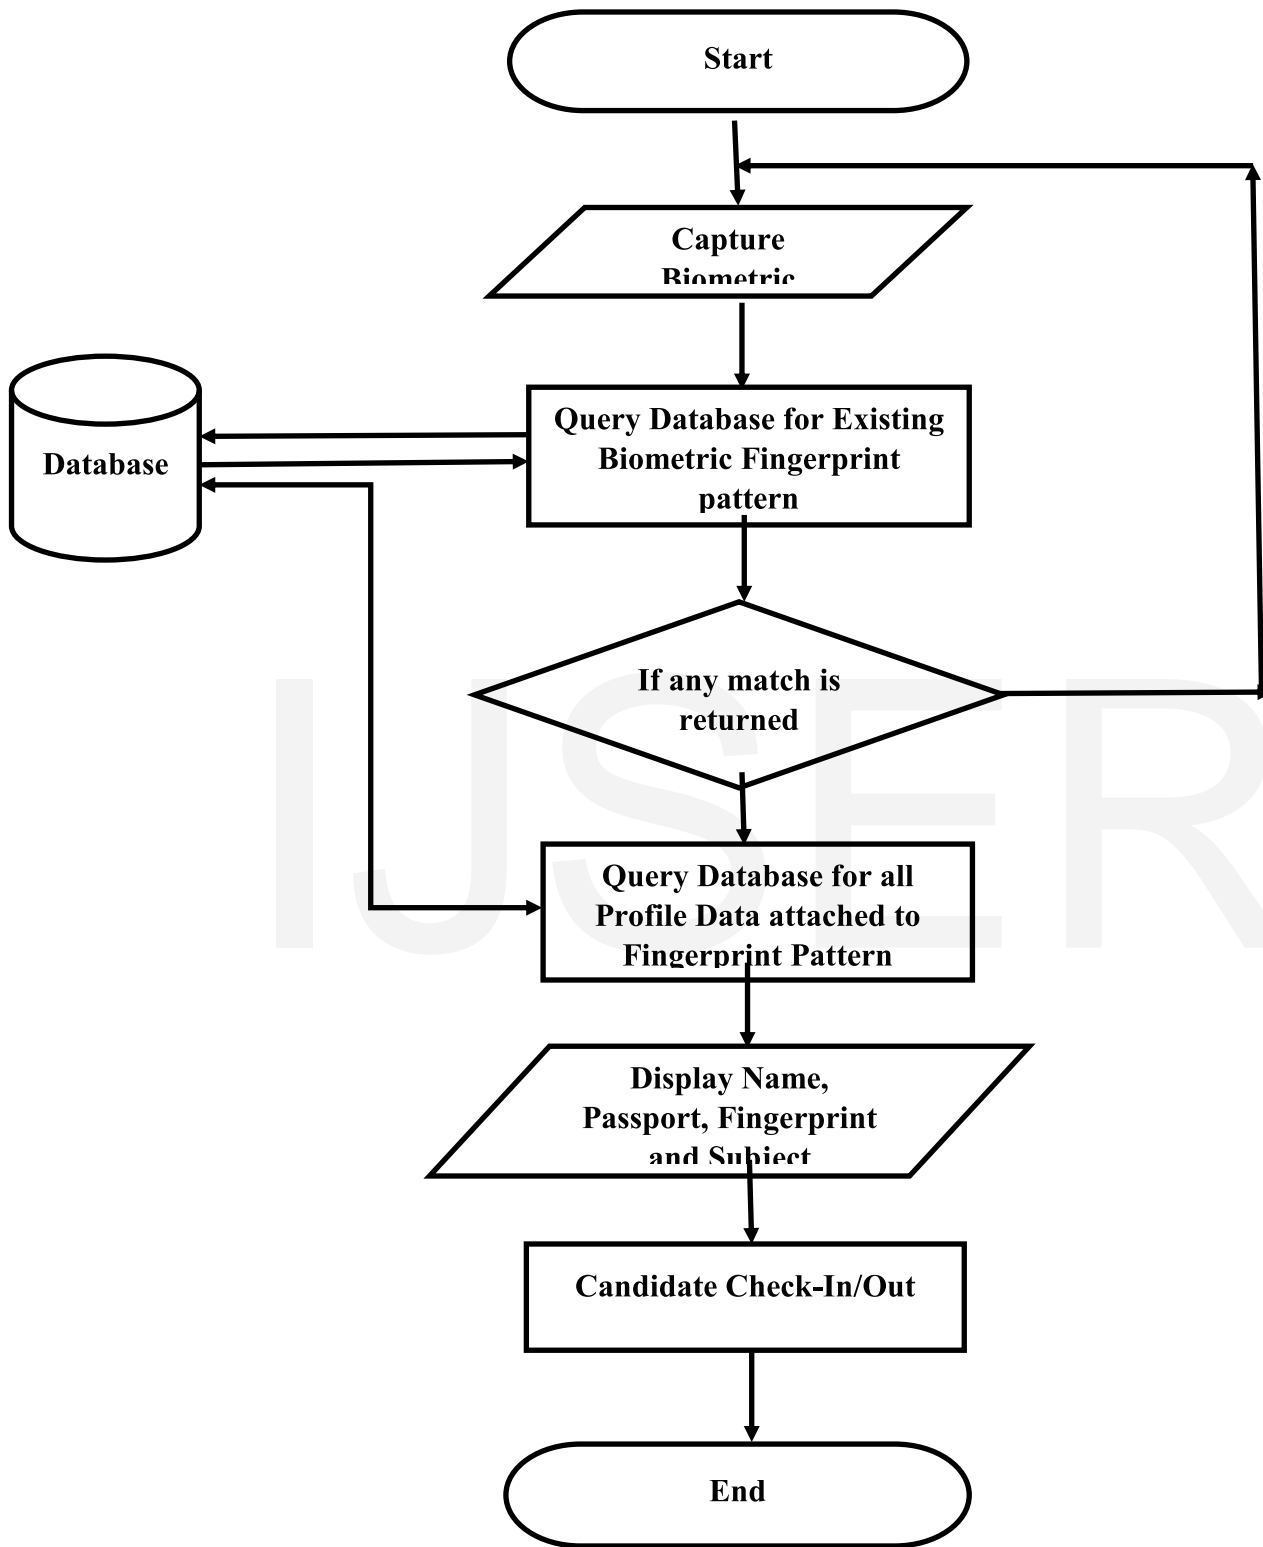 Start
Capture
Biometric
Query Database for Existing
Biometric Fingerprint
pattern
Database
If any match is
returned
Query Database for all
Profile Data attached to
Fingerprint Pattern
Display Name,
Passport, Fingerprint
and Subject
Candidate Check-In/Out
End
IJSER